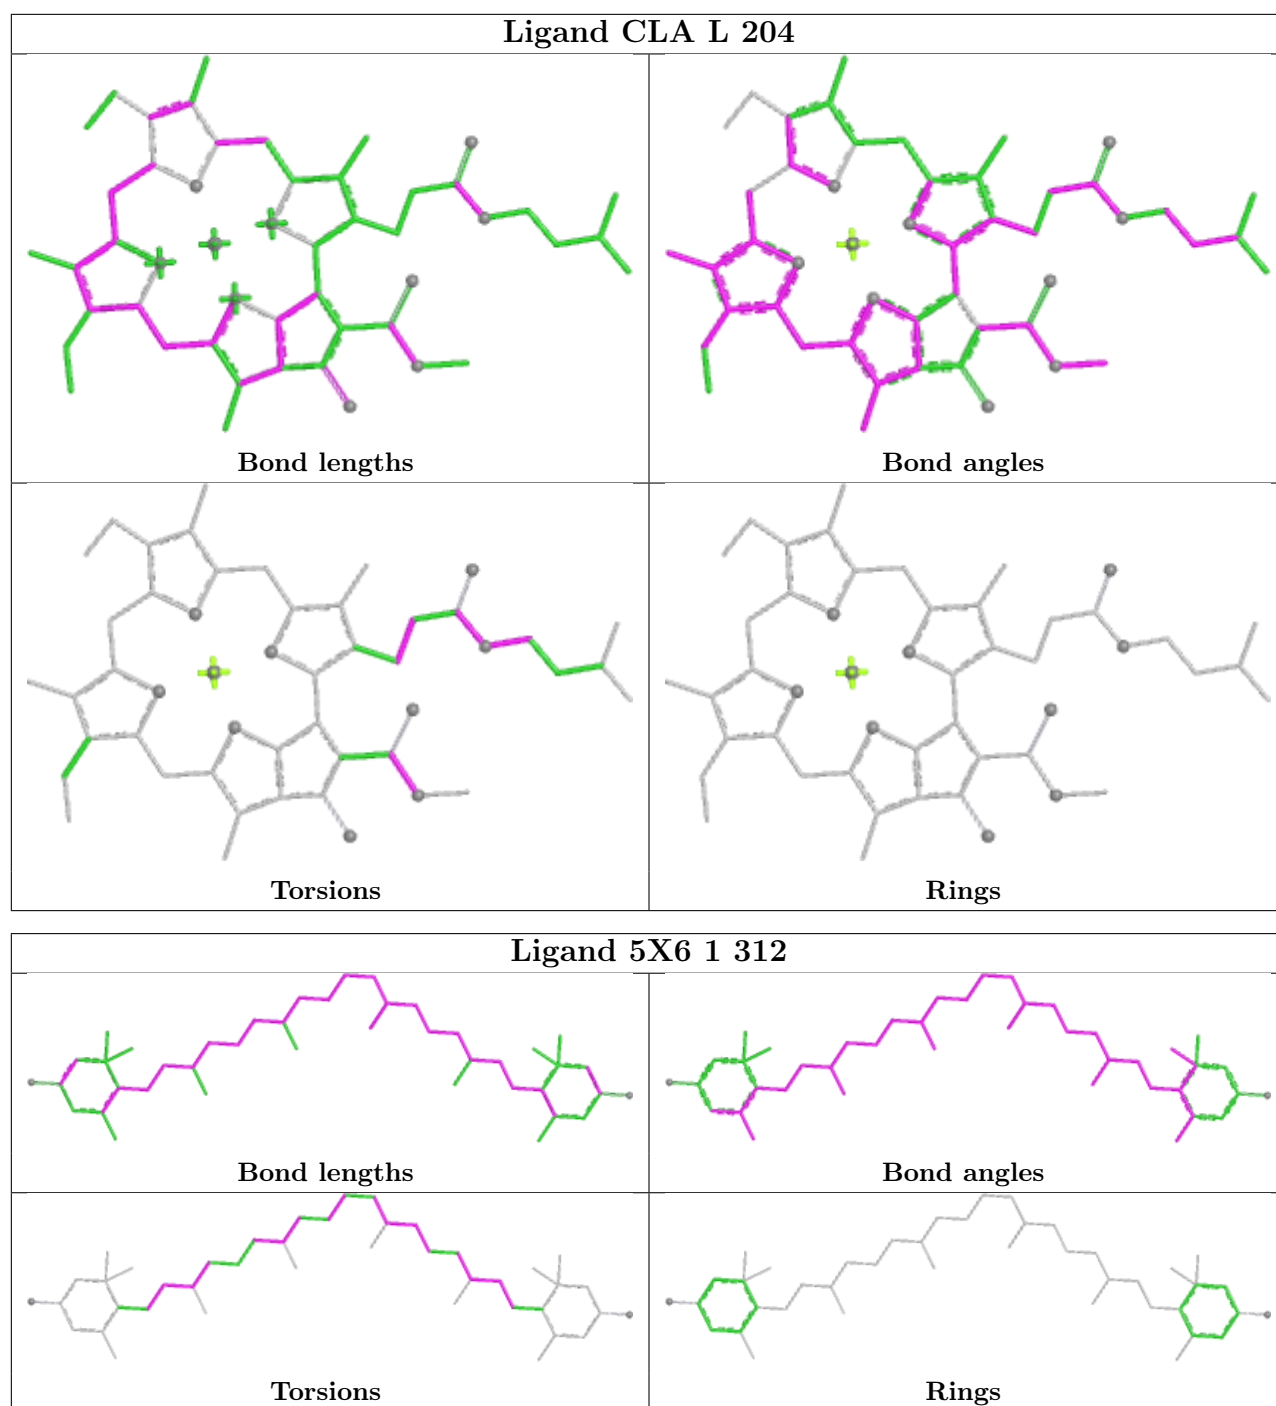 Ligand CLA L 204
Bond lengths
Bond angles
Torsions
Rings
Ligand 5X6 1 312
Bond lengths
Bond angles
Torsions
Rings